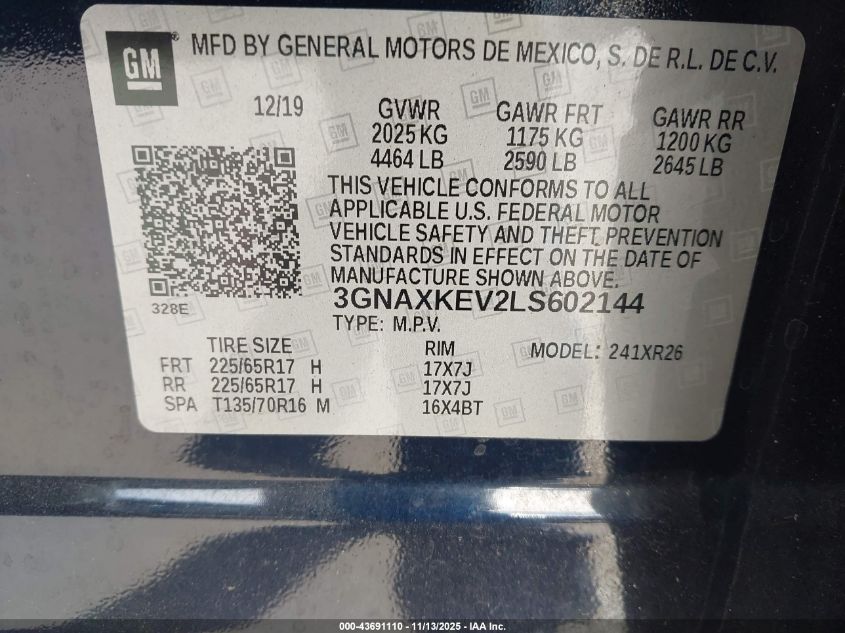 GM
MFD BY GENERAL MOTORS DE MEXICO, S. DE R.L. DE C.V.
12/19 GVWR GAWR FRT GAWR RR
2025 KG 1175 KG 1200 KG
4464 LB 2590 LB 2645 LB
THIS VEHICLE CONFORMS TO ALL
APPLICABLE U.S. FEDERAL MOTOR
VEHICLE SAFETY AND THEFT PREVENTION
STANDARDS IN EFFECT ON THE DATE OF
MANUFACTURE SHOWN ABOVE.
328E 3GNAXKEV2LS602144
TYPE: M.P.V.
TIRE SIZE RIM MODEL: 241XR26
FRT 225/65R17 H 17X7J
RR 225/65R17 H 17X7J
SPA T135/70R16 M 16X4BT
000-43691110 - 11/13/2025 - IAA Inc.